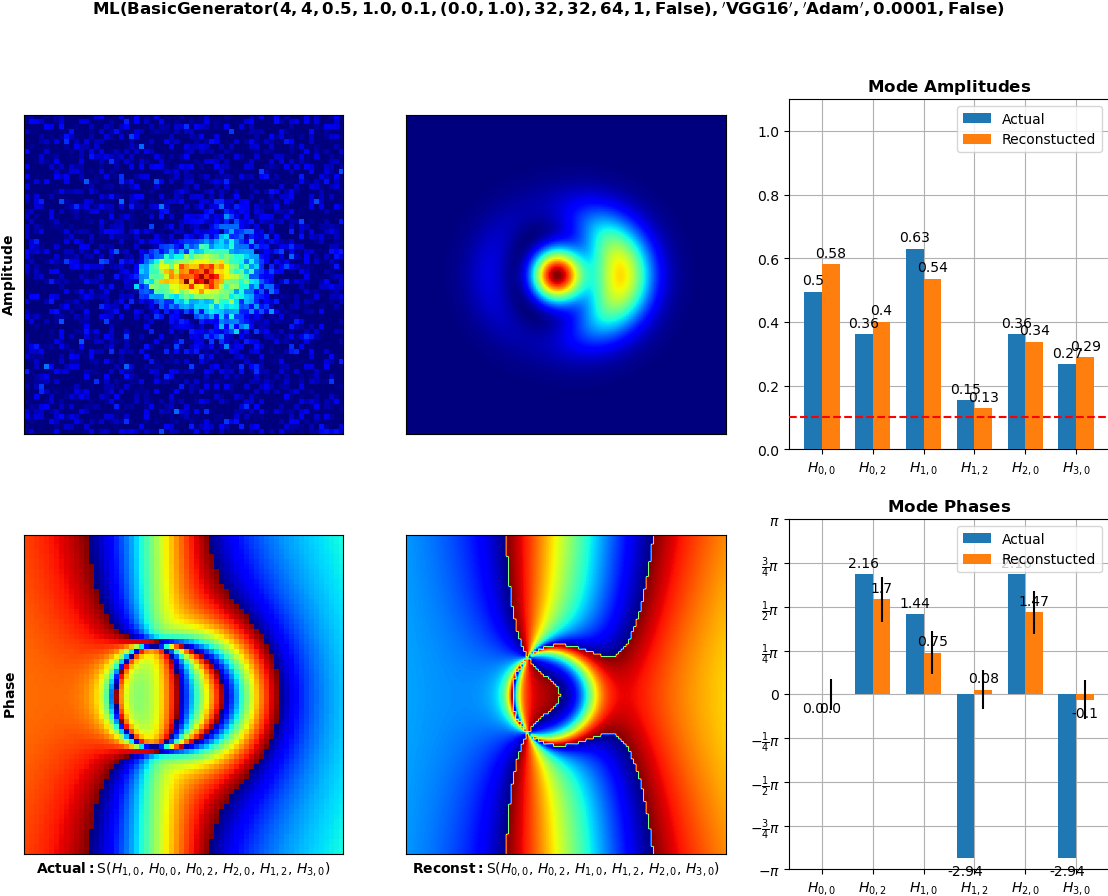 ML(BasicGenerator(4, 4, 0.5, 1.0, 0.1, (0.0, 1.0), 32, 32, 64, 1, False), ′VGG16′, ′Adam′, 0.0001, False)
Amplitude
Mode Amplitudes
Actual
Reconstucted
1.0
0.8
0.6
0.4
0.2
0.0
0.5
0.58
0.36
0.4
0.63
0.54
0.15
0.13
0.36
0.34
0.27
0.29
H0,0 H0,2 H1,0 H1,2 H2,0 H3,0
Phase
Actual: S(H1,0, H0,0, H0,2, H2,0, H1,2, H3,0)
Reconst: S(H0,0, H0,2, H1,0, H1,2, H2,0, H3,0)
Mode Phases
Actual
Reconstucted
π
3/4π
1/2π
1/4π
0
−1/4π
−1/2π
−3/4π
−π
0.0
0.0
2.16
1.7
1.44
0.75
-2.94
0.08
1.47
-2.94
-0.1
H0,0 H0,2 H1,0 H1,2 H2,0 H3,0